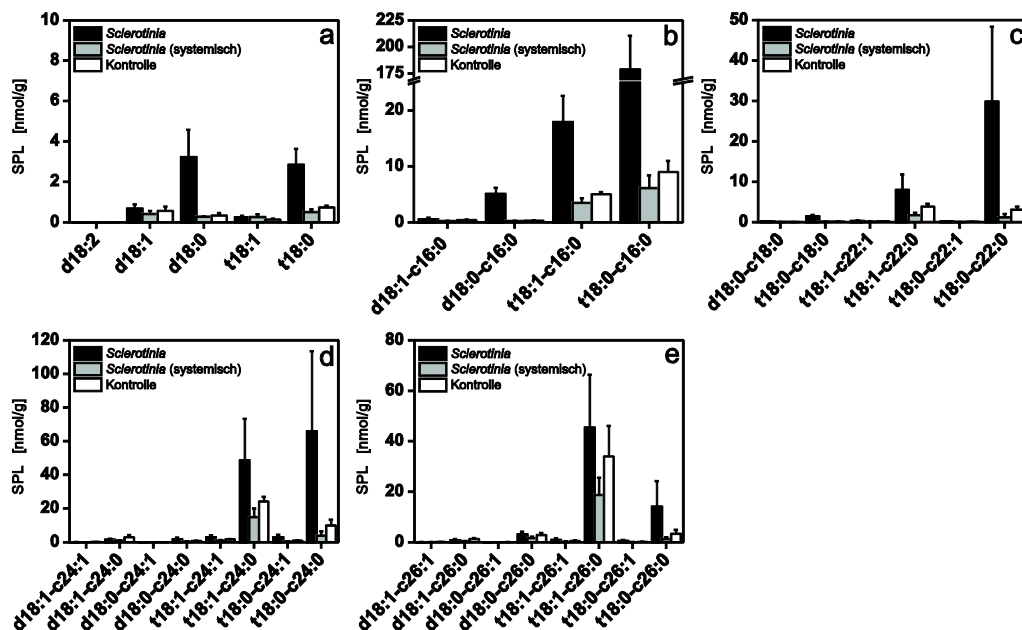 a
Sclerotinia
Sclerotinia (systemisch)
Kontrolle
SPL [nmol/g]
10
8
6
4
2
0
d18:2
d18:1
d18:0
t18:1
t18:0
b
Sclerotinia
Sclerotinia (systemisch)
Kontrolle
SPL [nmol/g]
225
200
175
20
10
0
d18:1-c16:0
d18:0-c16:0
t18:1-c16:0
t18:0-c16:0
c
Sclerotinia
Sclerotinia (systemisch)
Kontrolle
SPL [nmol/g]
50
40
30
20
10
0
d18:0-c18:0
t18:0-c18:0
t18:1-c22:1
t18:1-c22:0
t18:0-c22:1
t18:0-c22:0
d
Sclerotinia
Sclerotinia (systemisch)
Kontrolle
SPL [nmol/g]
120
100
80
60
40
20
0
d18:1-c24:1
d18:1-c24:0
d18:0-c24:1
d18:0-c24:0
t18:1-c24:1
t18:1-c24:0
t18:0-c24:1
t18:0-c24:0
e
Sclerotinia
Sclerotinia (systemisch)
Kontrolle
SPL [nmol/g]
80
60
40
20
0
d18:1-c26:1
d18:1-c26:0
d18:0-c26:1
d18:0-c26:0
t18:1-c26:1
t18:1-c26:0
t18:0-c26:1
t18:0-c26:0